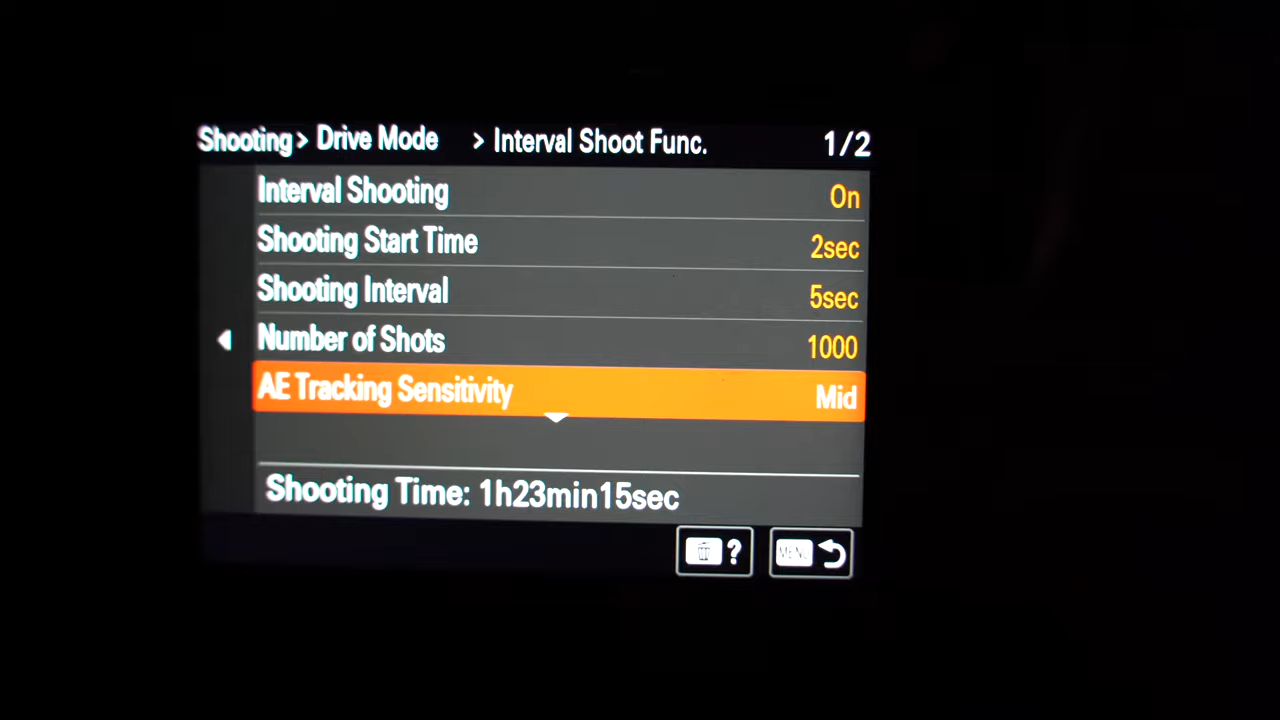 Shooting > Drive Mode > Interval Shoot Func. 1/2
Interval Shooting On
Shooting Start Time 2sec
Shooting Interval 5sec
Number of Shots 1000
AE Tracking Sensitivity Mid
Shooting Time: 1h23min15sec
? MENU